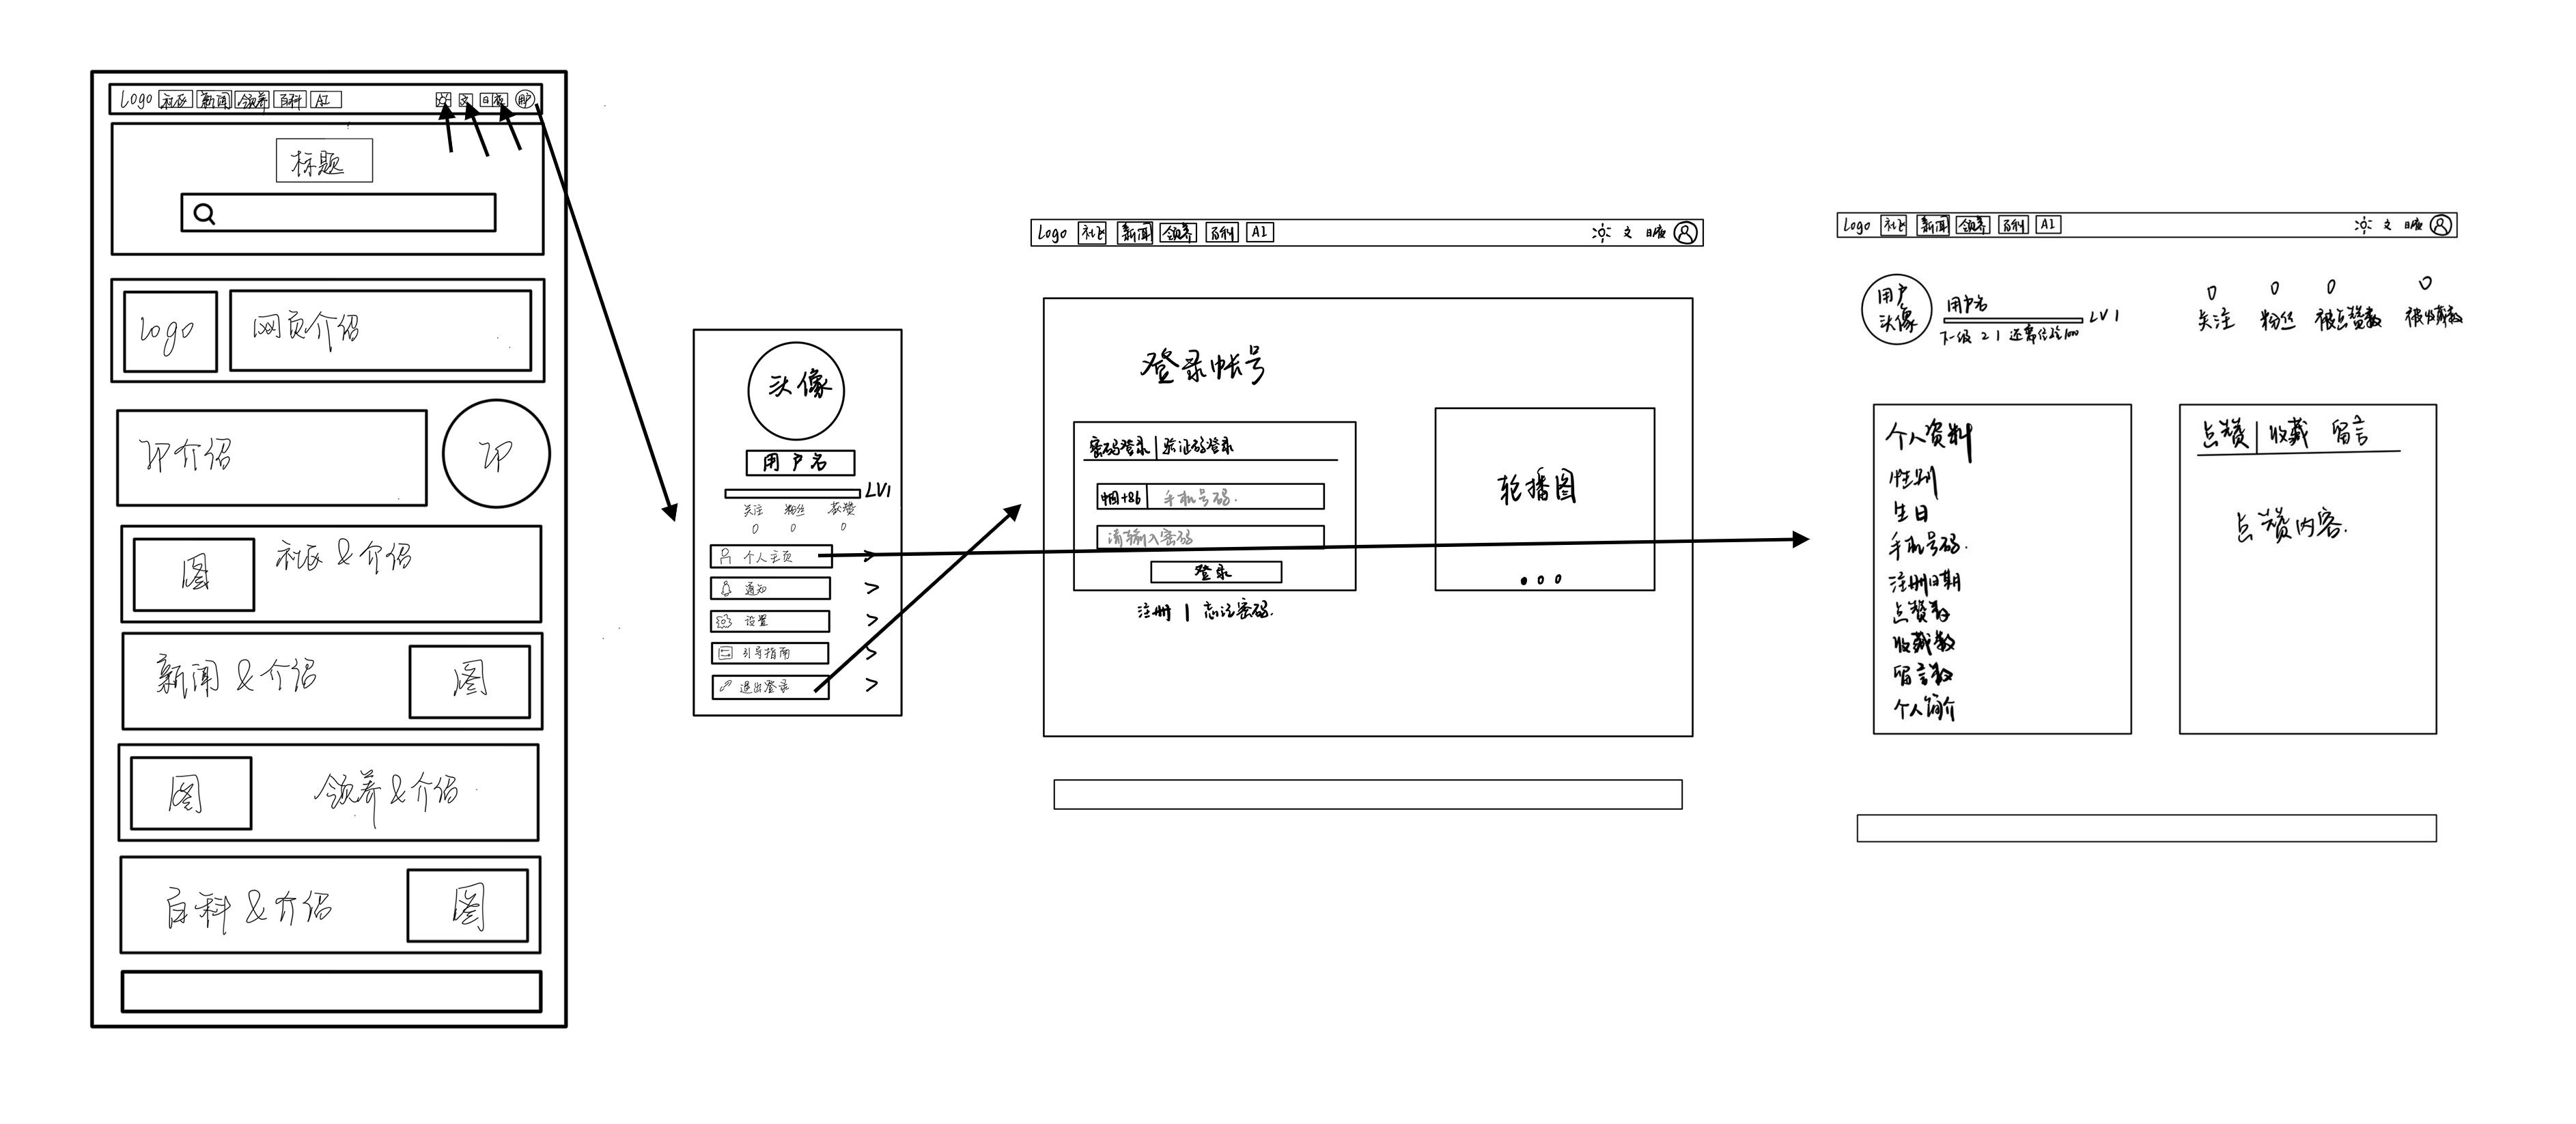 Logo 社区 新闻 领养 百科 AI 文 日夜 用户
标题
Logo 网页介绍
IP介绍 IP
图 社区 & 介绍
新闻 & 介绍 图
图 领养 & 介绍
百科 & 介绍 图
头像
用户名
LV1
关注 粉丝 获赞
0 0 0
个人主页 >
通知 >
设置 >
引导指南 >
退出登录 >
Logo 社区 新闻 领养 百科 AI 文 日夜
登录帐号
密码登录 | 验证码登录
中国+86 手机号码.
请输入密码
登录
注册 | 忘记密码.
轮播图
Logo 社区 新闻 领养 百科 AI 文 日夜
用户
头像
用户名
LV1
下一级 21 还需经验100
0 0 0 0
关注 粉丝 被点赞数 被收藏数
个人资料
性别
生日
手机号码.
注册日期
点赞数
收藏数
留言数
个人简介
点赞 | 收藏 留言
点赞内容.